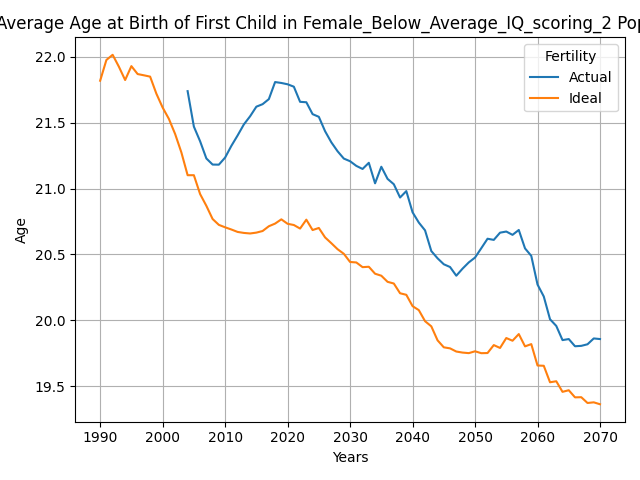 Average Age at Birth of First Child in Female_Below_Average_IQ_scoring_2
Fertility
Actual
Ideal
22.0
21.5
21.0
20.5
20.0
19.5
Age
1990 2000 2010 2020 2030 2040 2050 2060 2070
Years